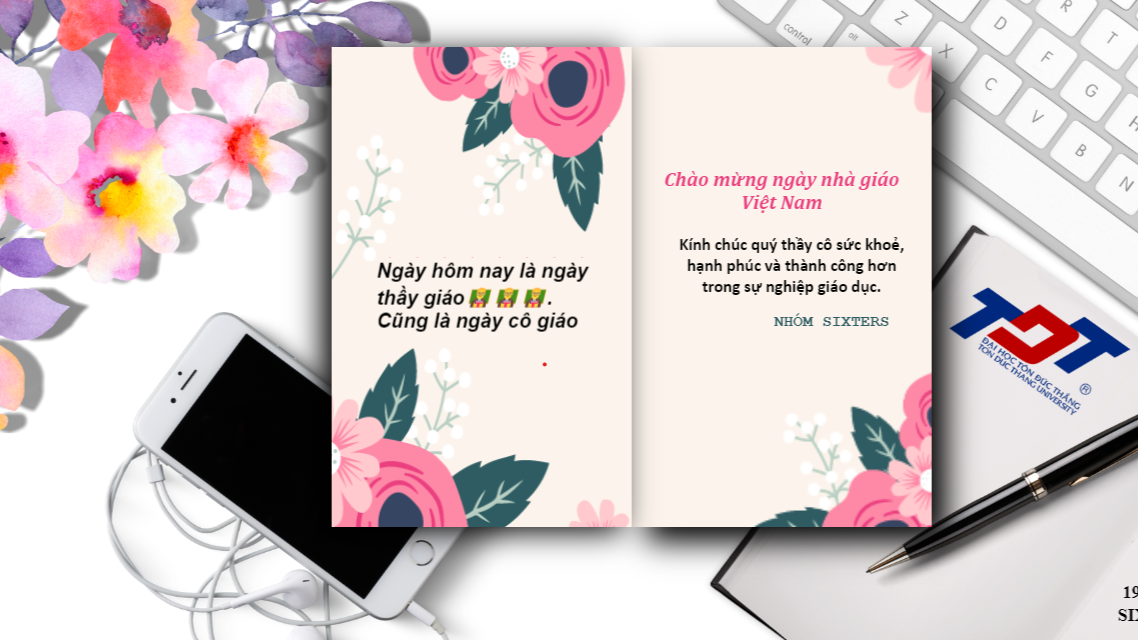 Ngày hôm nay là ngày
thầy giáo 👩‍🏫 👩‍🏫 👩‍🏫.
Cũng là ngày cô giáo
Chào mừng ngày nhà giáo
Việt Nam
Kính chúc quý thầy cô sức khoẻ,
hạnh phúc và thành công hơn
trong sự nghiệp giáo dục.
NHÓM SIXTERS
control
alt
Z
X
C
V
B
N
D
F
G
H
R
T
TDT
ĐẠI HỌC TÔN ĐỨC THẮNG
TON DUC THANG UNIVERSITY
®
19